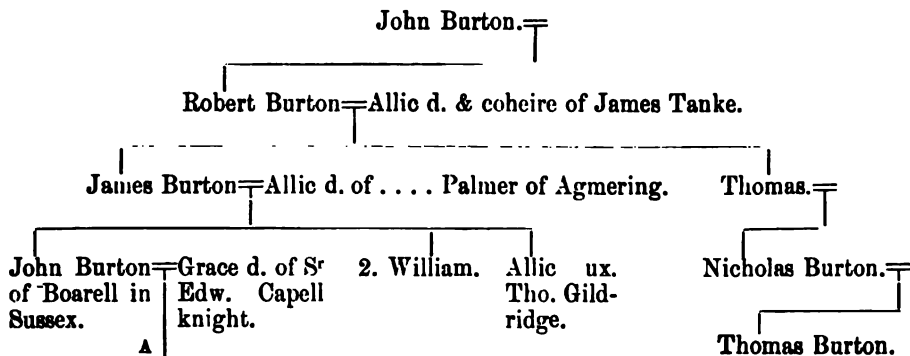 John Burton.
Robert Burton=Allic d. & coheire of James Tanke.
James Burton=Allic d. of .... Palmer of Agmering. Thomas.=
John Burton=Grace d. of Sʳ 2. William. Allic ux. Nicholas Burton.=
of Boarell in Edw. Capell Tho. Gild-
Sussex. knight. ridge.
A Thomas Burton.